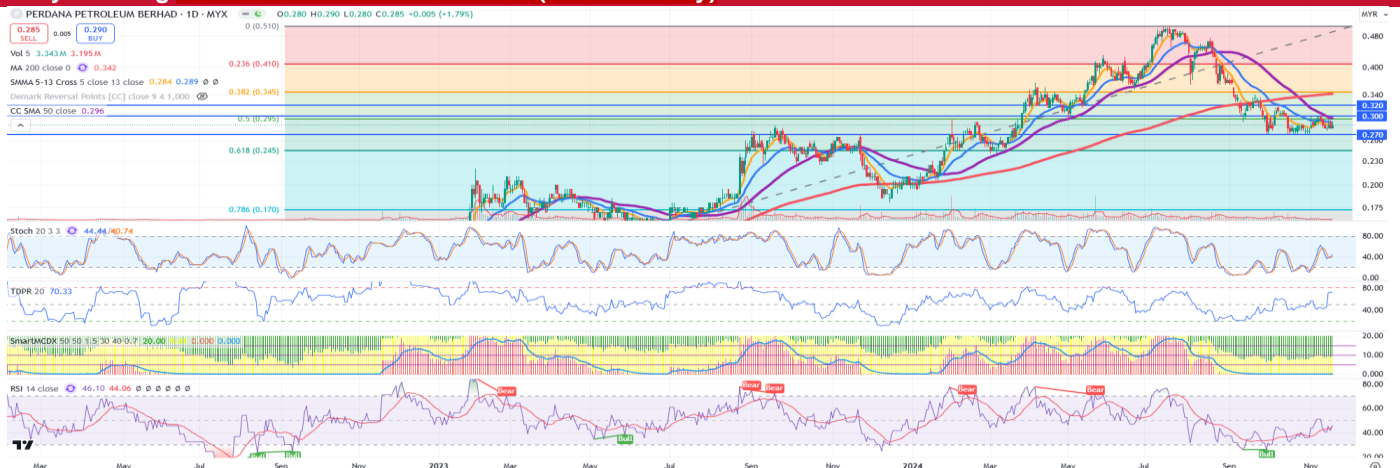 PERDANA PETROLEUM BERHAD · 1D · MYX O0.280 H0.290 L0.280 C0.285 +0.005 (+1.79%) MYR
0.285 SELL 0.005 0.290 BUY
0 (0.510)
0.480
Vol 5 3.343M 3.195M
MA 200 close 0 0.342
0.236 (0.410)
0.400
SMMA 5-13 Cross 5 close 13 close 0.284 0.289 Ø Ø
Demark Reversal Points [CC] close 9 4 1,000
0.382 (0.345)
0.340
CC SMA 50 close 0.296
0.320
0.5 (0.295)
0.300
0.270
0.260
0.618 (0.245)
0.230
0.200
0.786 (0.170)
0.175
Stoch 20 3 3 44.44 40.74
80.00
40.00
0.00
TDPR 20 70.33
80.00
40.00
SmartMCDX 50 50 1.5 30 40 0.7 20.00 0.000 0.000
20.00
10.00
0.000
RSI 14 close 46.10 44.06 Ø Ø Ø Ø Ø Ø
80.00
Bear Bear Bear Bear Bear
60.00
40.00
Bull Bull Bull Bull
20.00
Mar May Jul Sep Nov 2023 Mar May Jul Sep Nov 2024 Mar May Jul Sep Nov